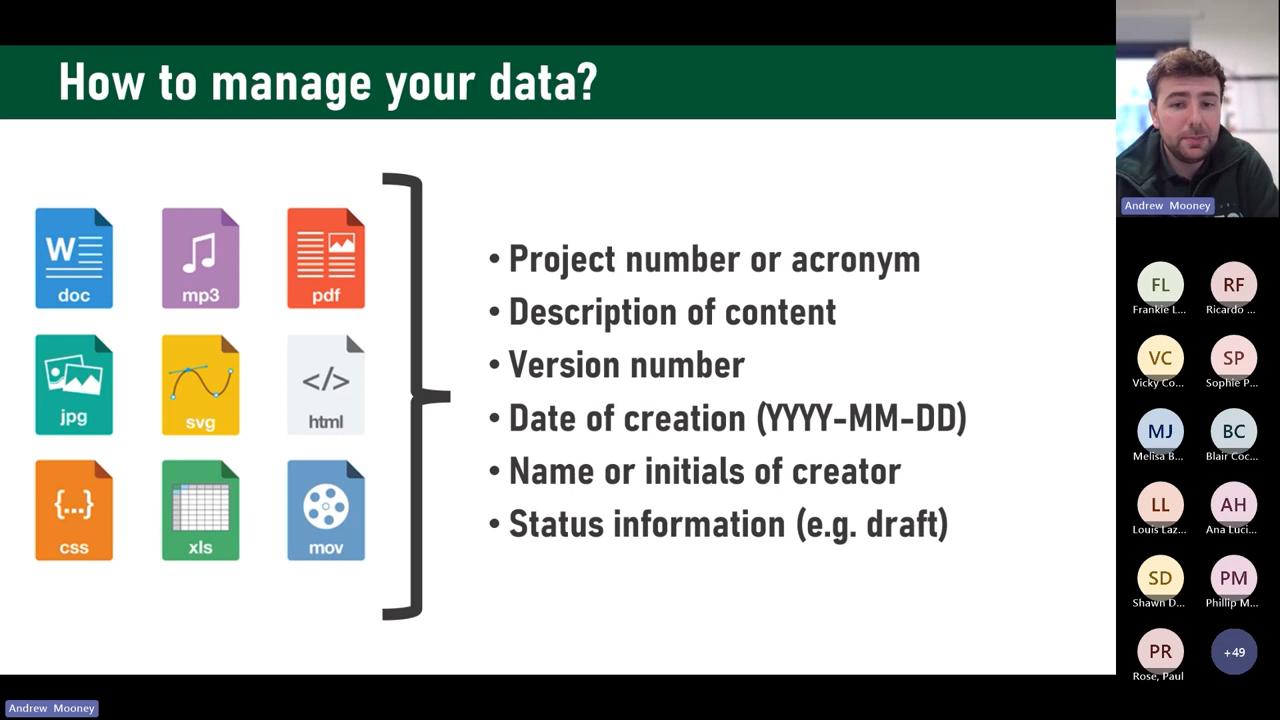 How to manage your data?
W
doc
mp3
pdf
jpg
svg
</>
html
{...}
css
xls
mov
• Project number or acronym
• Description of content
• Version number
• Date of creation (YYYY-MM-DD)
• Name or initials of creator
• Status information (e.g. draft)
Andrew Mooney
FL
Frankie L...
RF
Ricardo ...
VC
Vicky Co...
SP
Sophie P...
MJ
Melisa B...
BC
Blair Coc...
LL
Louis Laz...
AH
Ana Luci...
SD
Shawn D...
PM
Phillip M...
PR
Rose, Paul
+49
Andrew Mooney